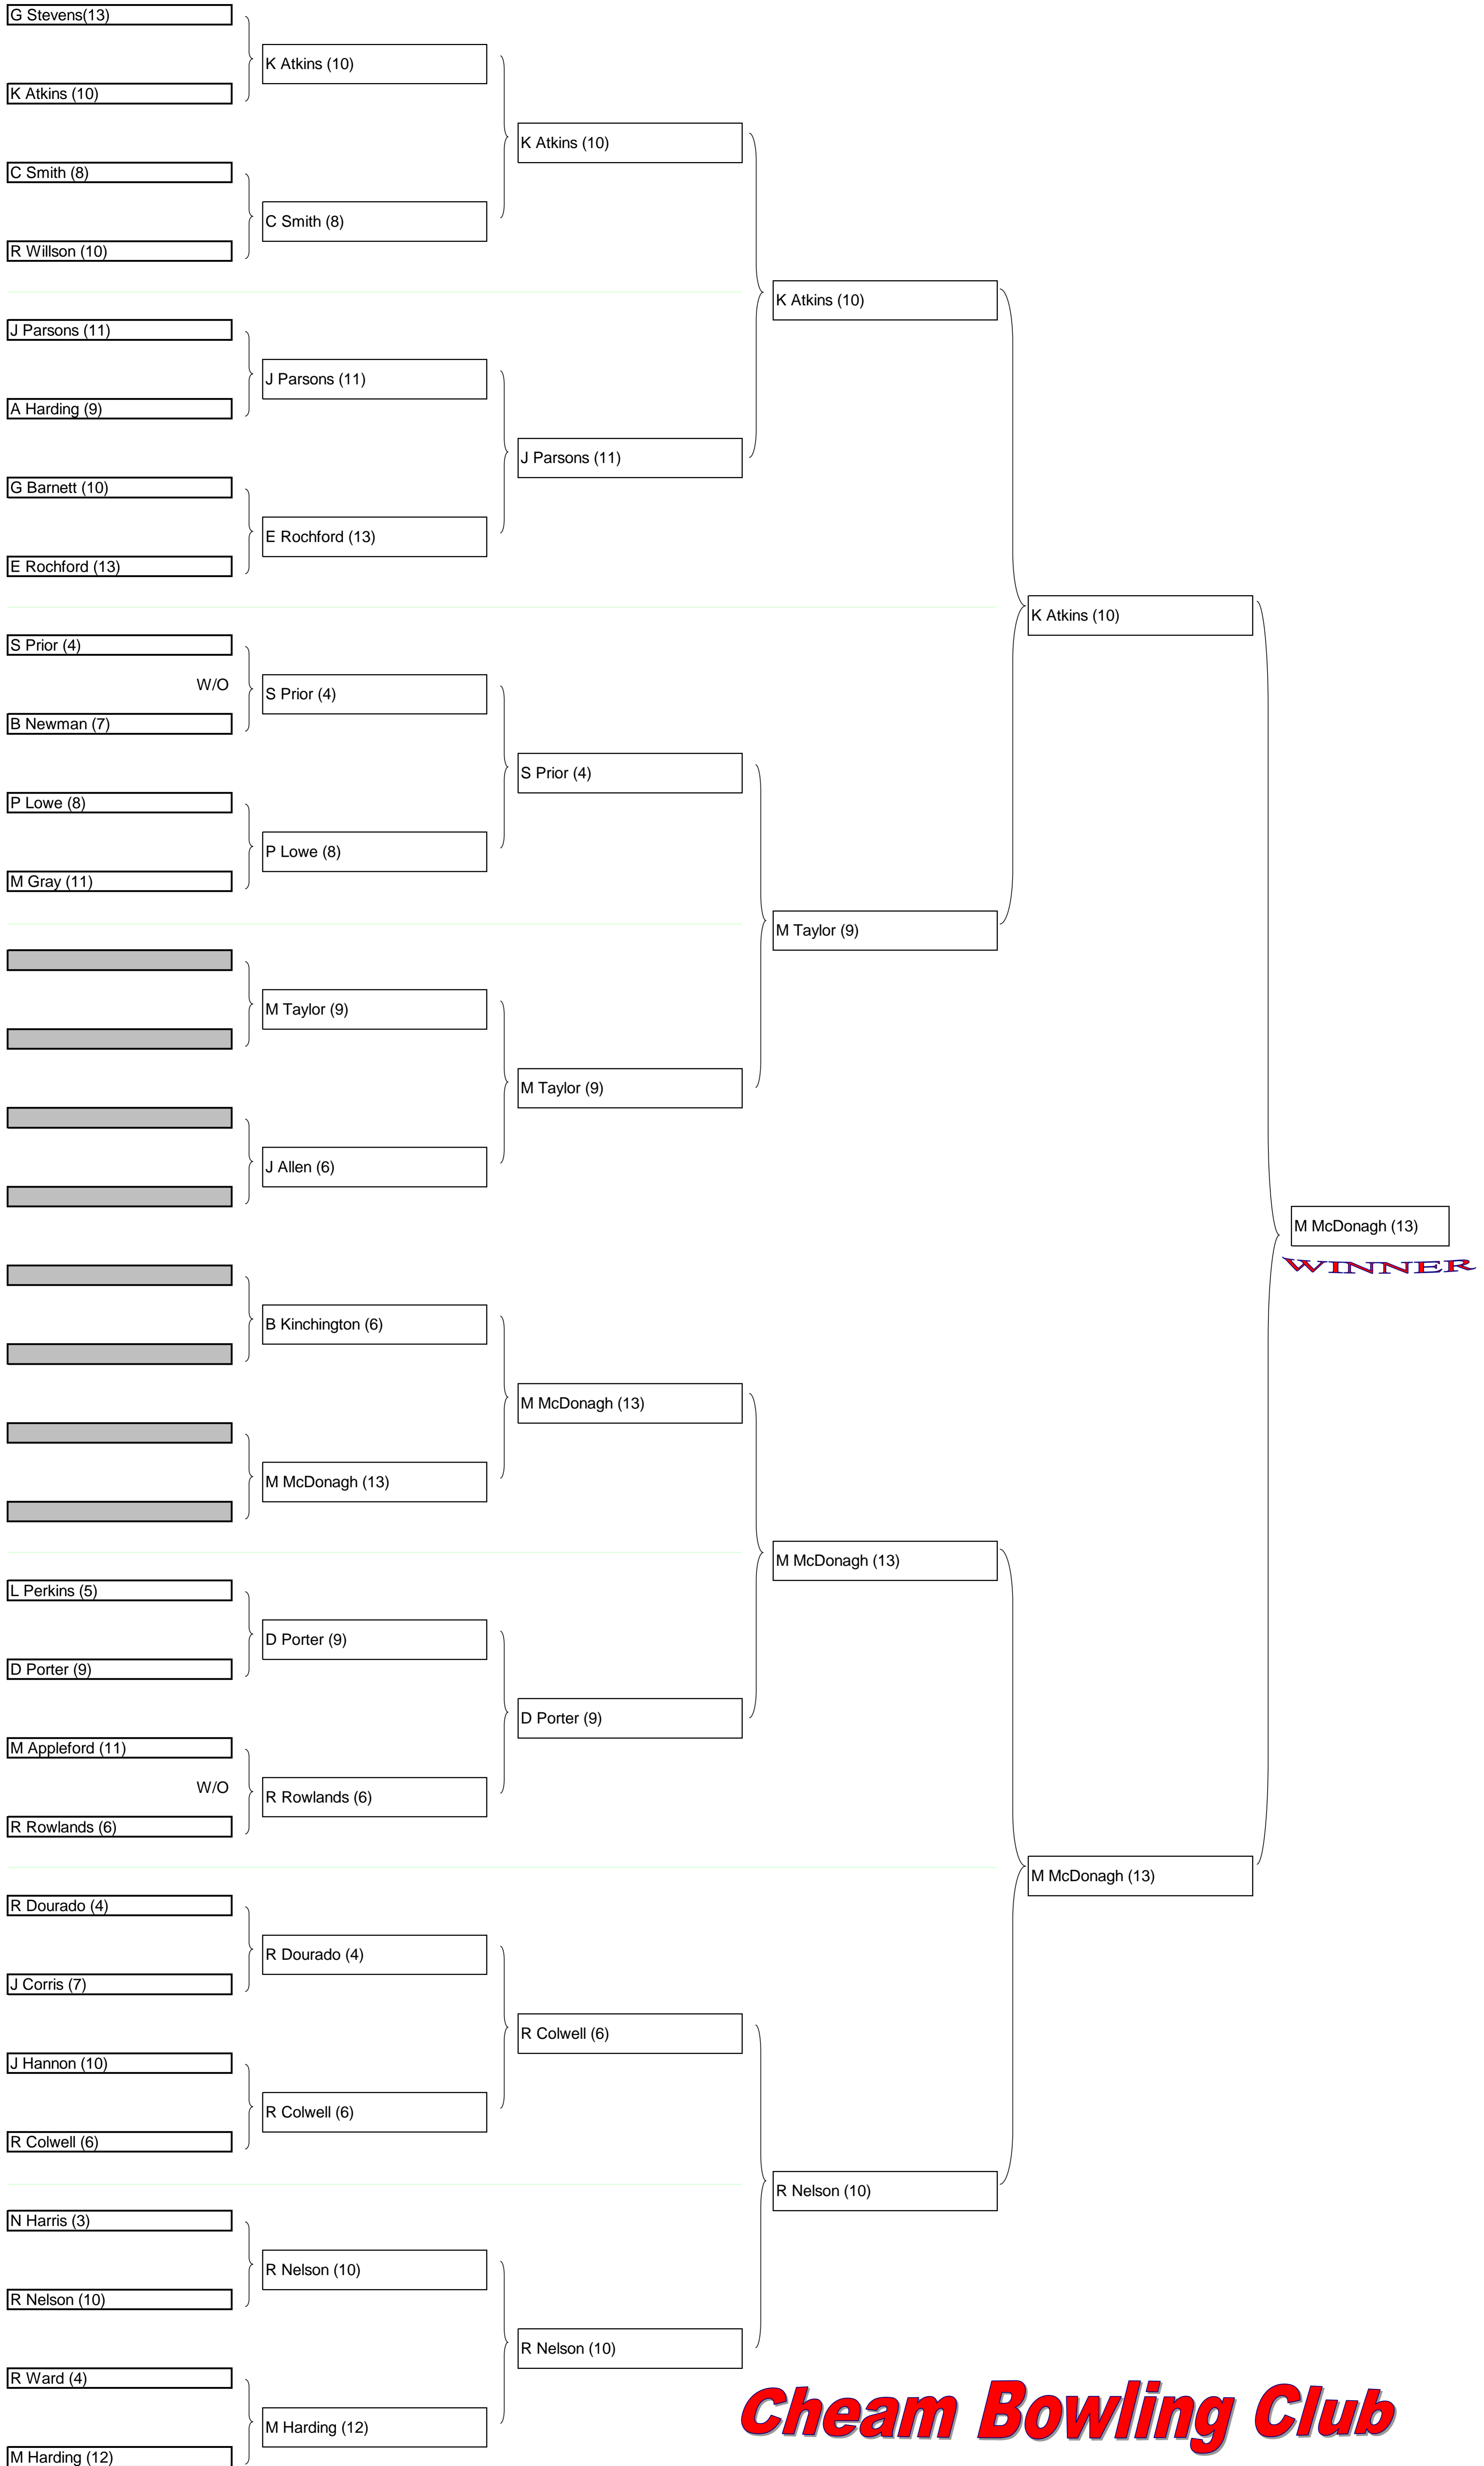 G Stevens(13)
K Atkins (10)
K Atkins (10)
K Atkins (10)
C Smith (8)
C Smith (8)
R Willson (10)
K Atkins (10)
J Parsons (11)
J Parsons (11)
A Harding (9)
J Parsons (11)
G Barnett (10)
E Rochford (13)
E Rochford (13)
K Atkins (10)
S Prior (4)
W/O
S Prior (4)
B Newman (7)
S Prior (4)
P Lowe (8)
P Lowe (8)
M Gray (11)
M Taylor (9)
M Taylor (9)
M Taylor (9)
J Allen (6)
M McDonagh (13)
WINNER
B Kinchington (6)
M McDonagh (13)
M McDonagh (13)
M McDonagh (13)
L Perkins (5)
D Porter (9)
D Porter (9)
D Porter (9)
M Appleford (11)
W/O
R Rowlands (6)
R Rowlands (6)
M McDonagh (13)
R Dourado (4)
R Dourado (4)
J Corris (7)
R Colwell (6)
J Hannon (10)
R Colwell (6)
R Colwell (6)
R Nelson (10)
N Harris (3)
R Nelson (10)
R Nelson (10)
R Nelson (10)
R Ward (4)
M Harding (12)
M Harding (12)
Cheam Bowling Club